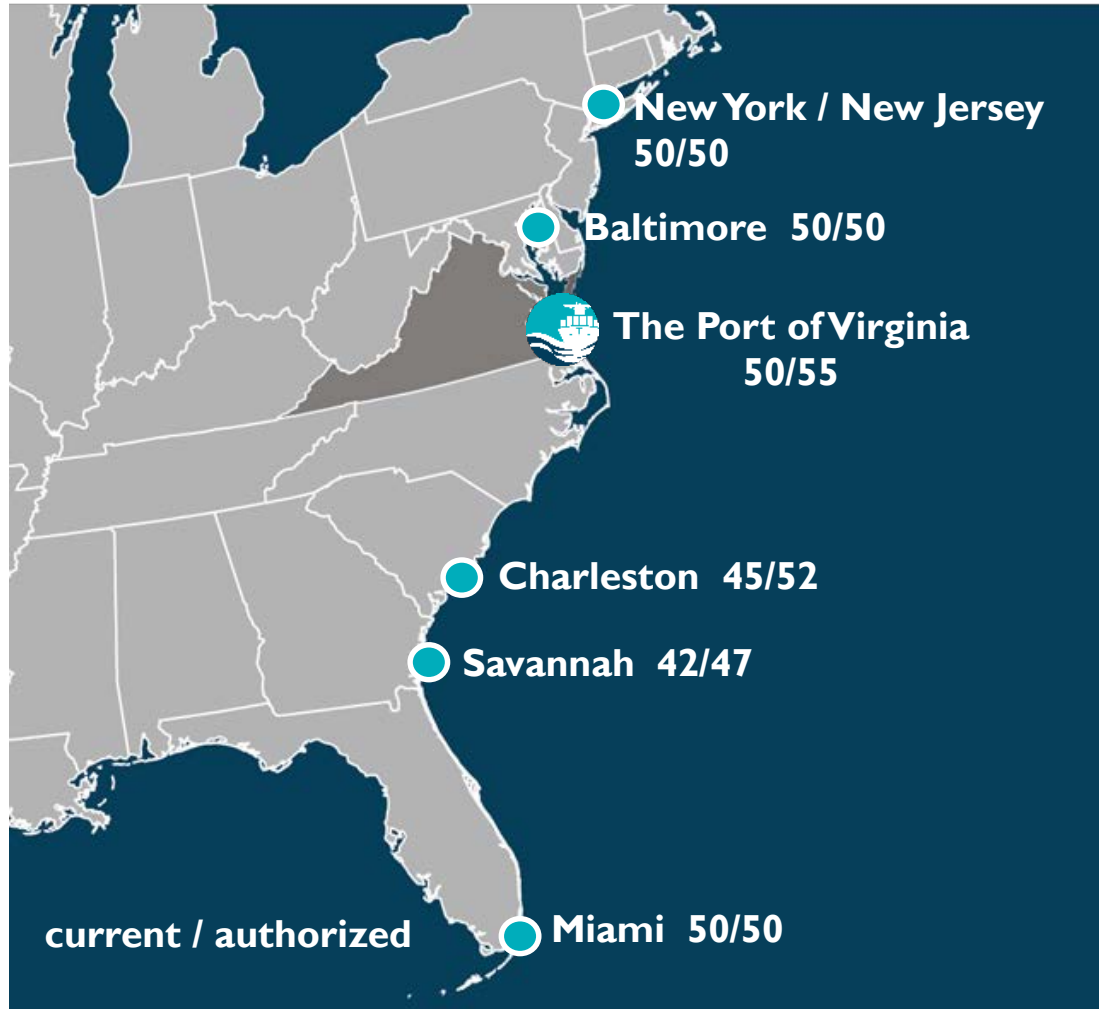 New York / New Jersey
50/50
Baltimore 50/50
The Port of Virginia
50/55
Charleston 45/52
Savannah 42/47
Miami 50/50
current / authorized